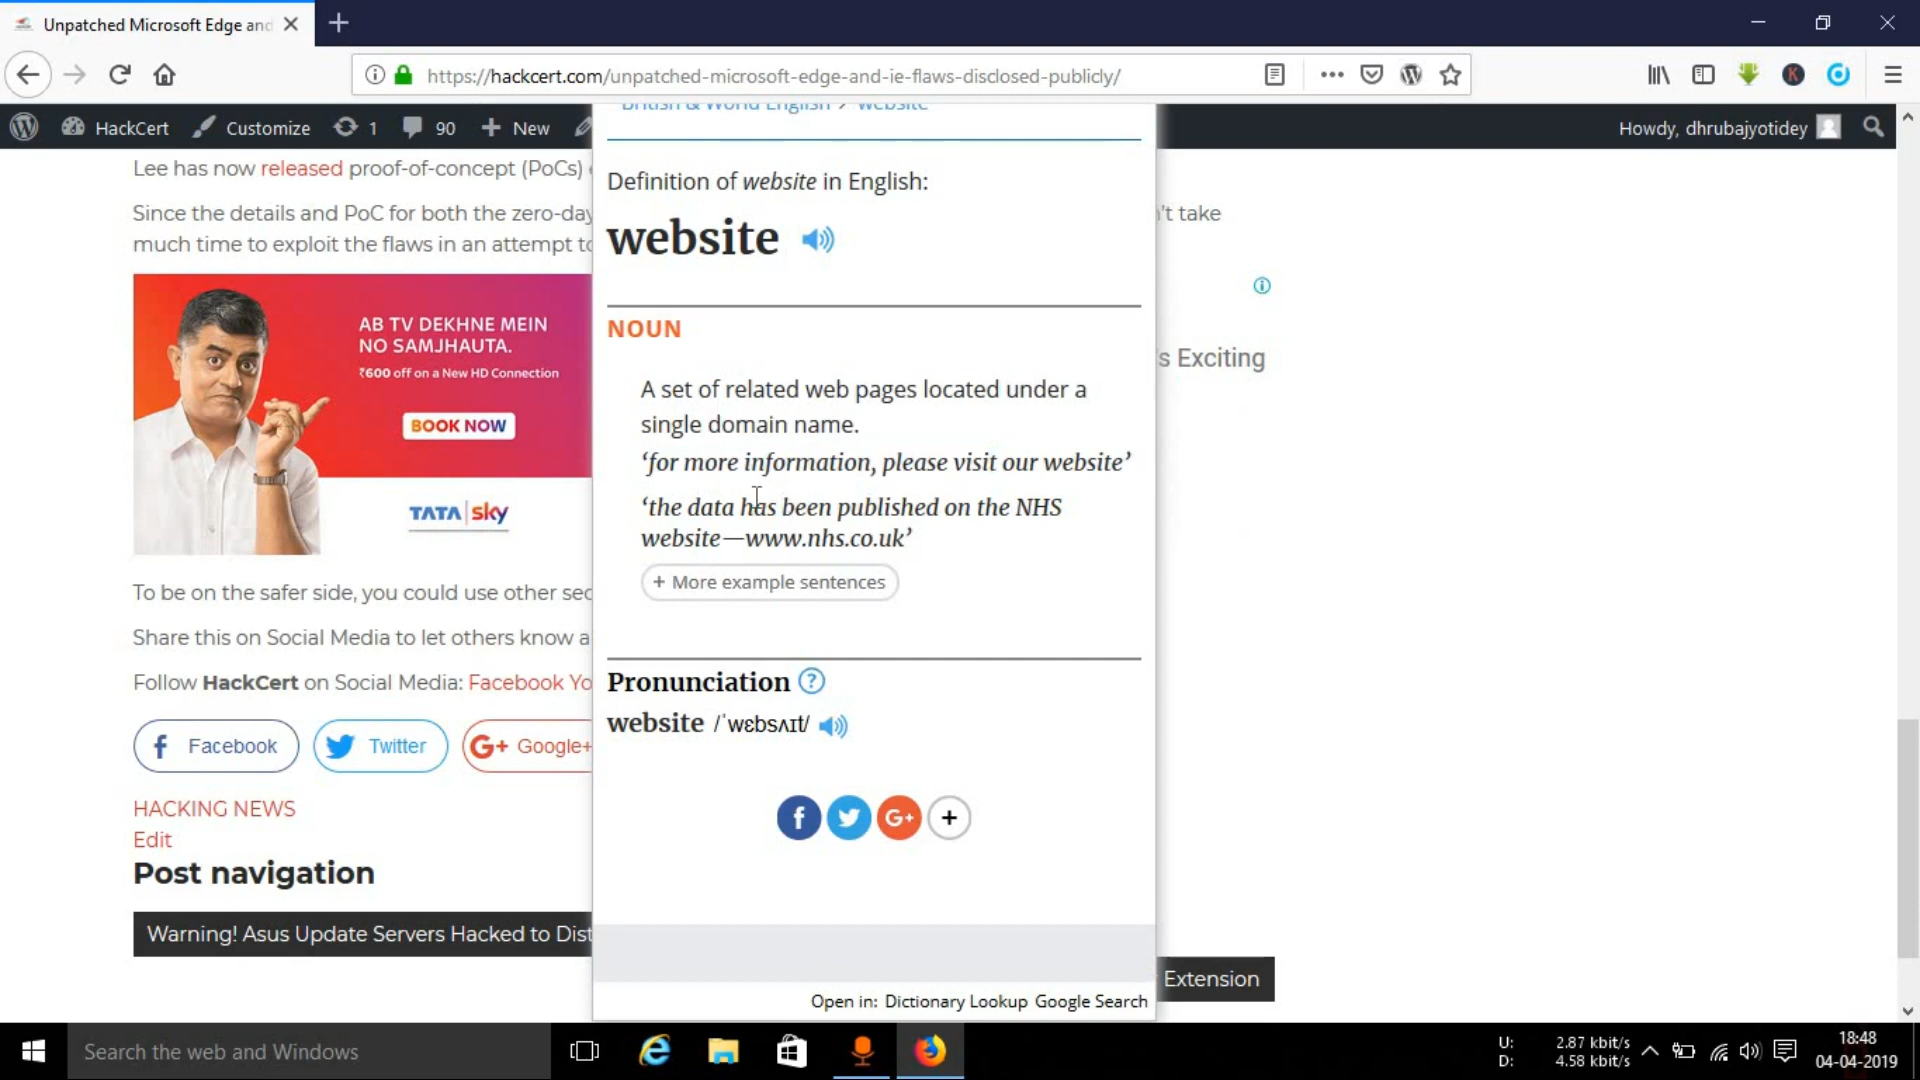 Unpatched Microsoft Edge and
https://hackcert.com/unpatched-microsoft-edge-and-ie-flaws-disclosed-publicly/
HackCert Customize 1 90 New
Howdy, dhrubajyotidey
British & World English > website
Lee has now released proof-of-concept (PoCs)
Since the details and PoC for both the zero-day
't take
much time to exploit the flaws in an attempt to
AB TV DEKHNE MEIN
NO SAMJHAUTA.
₹600 off on a New HD Connection
BOOK NOW
TATA sky
To be on the safer side, you could use other sec
Share this on Social Media to let others know a
Follow HackCert on Social Media: Facebook Yo
Facebook Twitter G+ Google+
HACKING NEWS
Edit
Post navigation
Warning! Asus Update Servers Hacked to Dist
Definition of website in English:
website
NOUN
A set of related web pages located under a
single domain name.
‘for more information, please visit our website’
‘the data has been published on the NHS
website—www.nhs.co.uk’
+ More example sentences
Pronunciation ?
website /ˈwɛbsʌɪt/
f G+ +
Open in: Dictionary Lookup Google Search
s Exciting
Extension
Search the web and Windows
U: 2.87 kbit/s
D: 4.58 kbit/s
18:48
04-04-2019